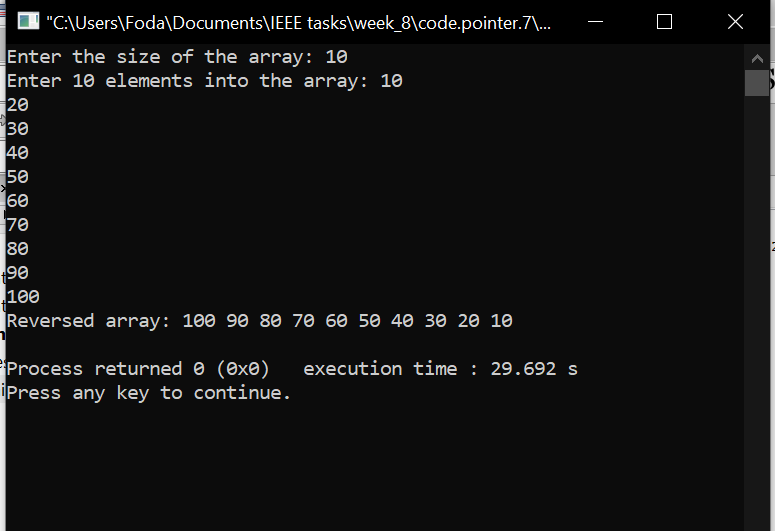 "C:\Users\Foda\Documents\IEEE tasks\week_8\code.pointer.7\...
Enter the size of the array: 10
Enter 10 elements into the array: 10
20
30
40
50
60
70
80
90
100
Reversed array: 100 90 80 70 60 50 40 30 20 10
Process returned 0 (0x0)   execution time : 29.692 s
Press any key to continue.